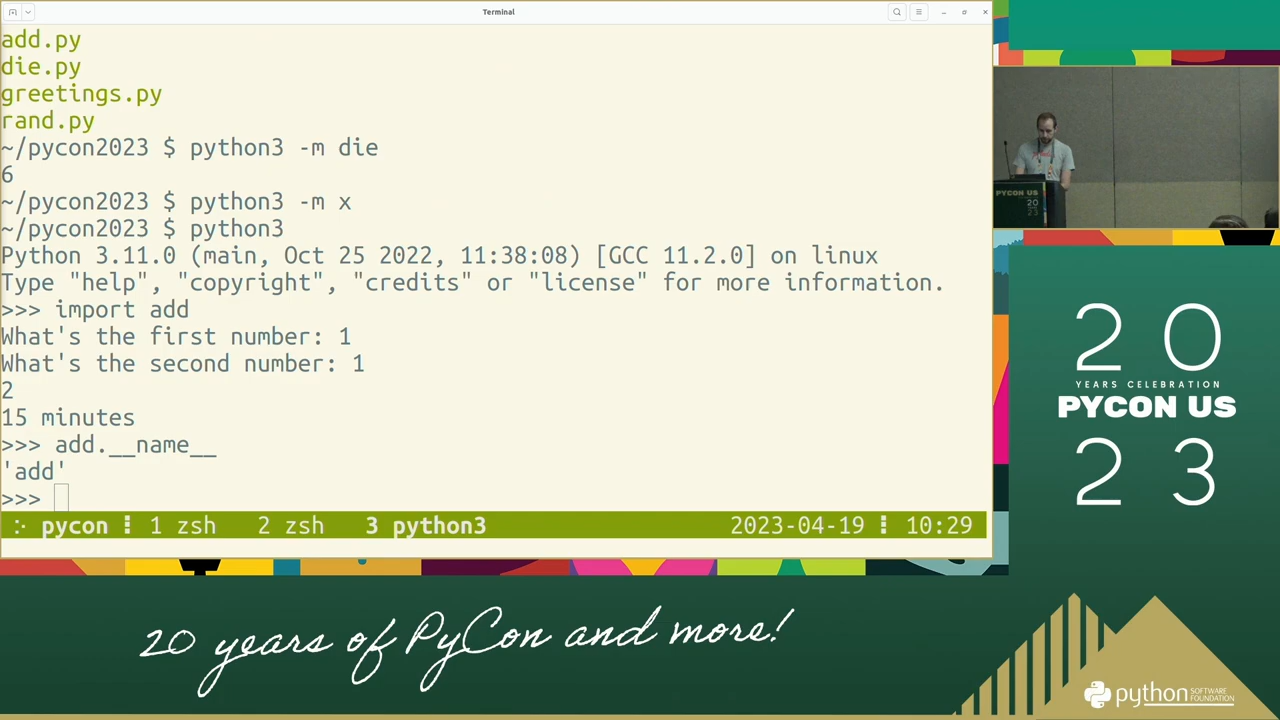 Terminal
add.py
die.py
greetings.py
rand.py
~/pycon2023 $ python3 -m die
6
~/pycon2023 $ python3 -m x
~/pycon2023 $ python3
Python 3.11.0 (main, Oct 25 2022, 11:38:08) [GCC 11.2.0] on linux
Type "help", "copyright", "credits" or "license" for more information.
>>> import add
What's the first number: 1
What's the second number: 1
2
15 minutes
>>> add.__name__
'add'
>>>
pycon 1 zsh 2 zsh 3 python3 2023-04-19 10:29
PYCON US
20
23
20
YEARS CELEBRATION
PYCON US
23
20 years of PyCon and more!
python SOFTWARE
FOUNDATION